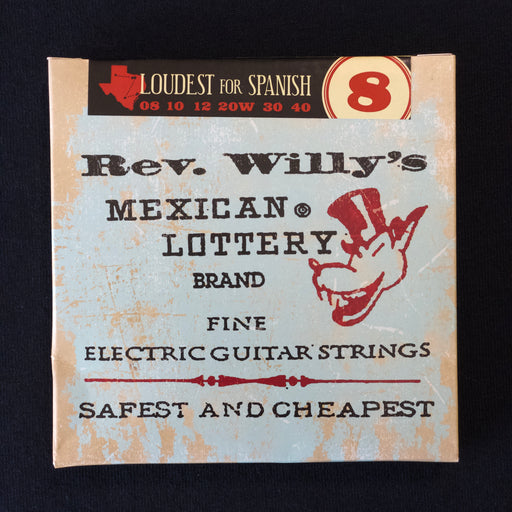 LOUDEST FOR SPANISH
08 10 12 20W 30 40
8
Rev. Willy's
MEXICAN ®
LOTTERY
BRAND
FINE
ELECTRIC GUITAR STRINGS
SAFEST AND CHEAPEST